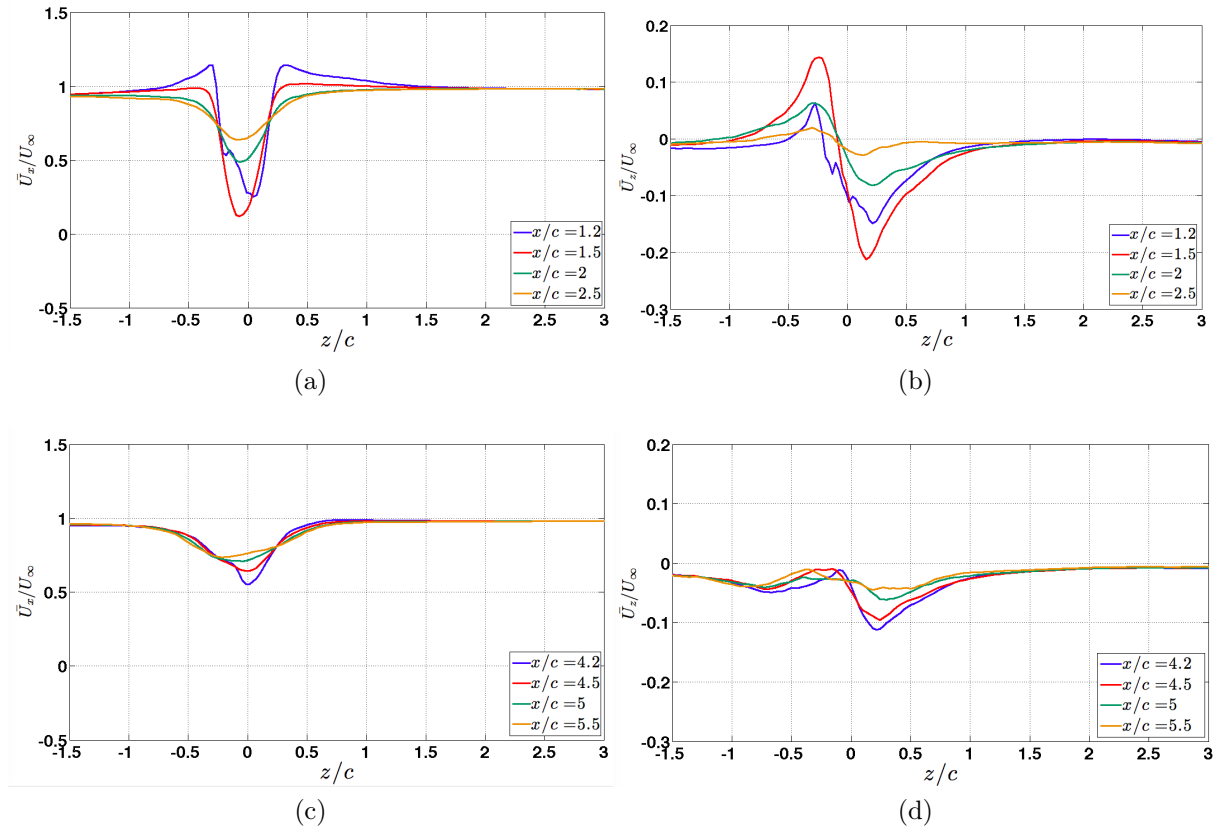 1.5
1
0.5
0
-0.5
-1.5 -1 -0.5 0 0.5 1 1.5 2 2.5 3
Ū_x/U_∞
z/c
x/c =1.2
x/c =1.5
x/c =2
x/c =2.5
(a)
0.2
0.1
0
-0.1
-0.2
-0.3
-1.5 -1 -0.5 0 0.5 1 1.5 2 2.5 3
Ū_z/U_∞
z/c
x/c =1.2
x/c =1.5
x/c =2
x/c =2.5
(b)
1.5
1
0.5
0
-0.5
-1.5 -1 -0.5 0 0.5 1 1.5 2 2.5 3
Ū_x/U_∞
z/c
x/c =4.2
x/c =4.5
x/c =5
x/c =5.5
(c)
0.2
0.1
0
-0.1
-0.2
-0.3
-1.5 -1 -0.5 0 0.5 1 1.5 2 2.5 3
Ū_z/U_∞
z/c
x/c =4.2
x/c =4.5
x/c =5
x/c =5.5
(d)